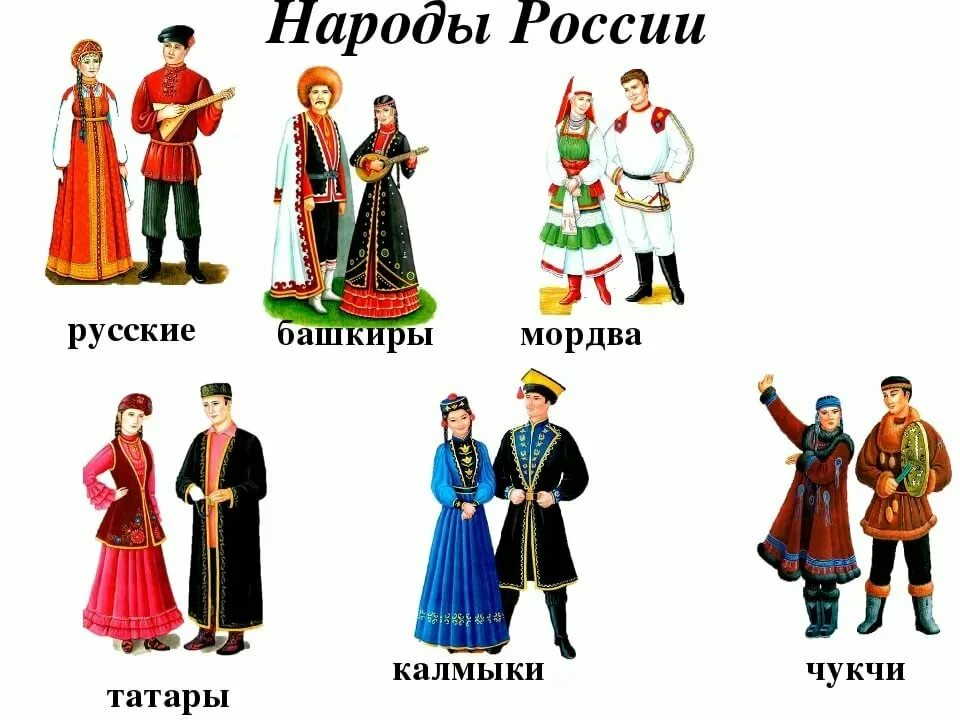 Народы России
русские
башкиры
мордва
татары
калмыки
чукчи